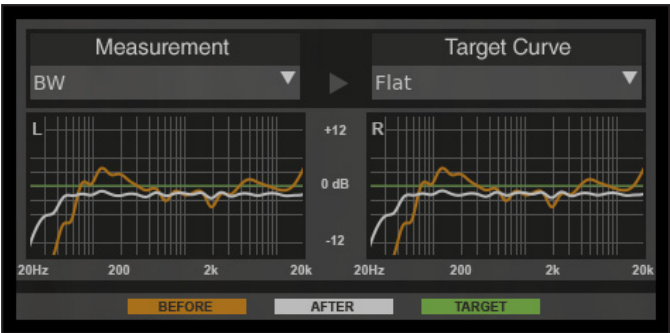 Measurement
Target Curve
BW
Flat
L
+12
R
0 dB
-12
20Hz 200 2k 20k
20Hz 200 2k 20k
BEFORE AFTER TARGET